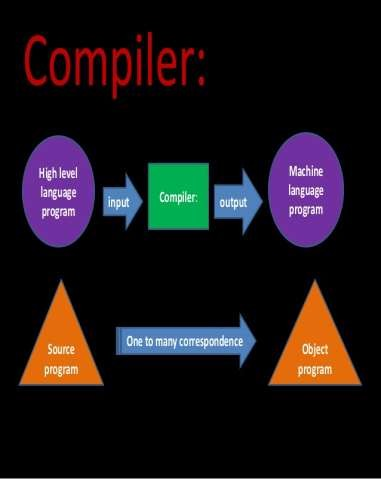 Compiler:
High level
language
program
input
Compiler:
output
Machine
language
program
Source
program
One to many correspondence
Object
program